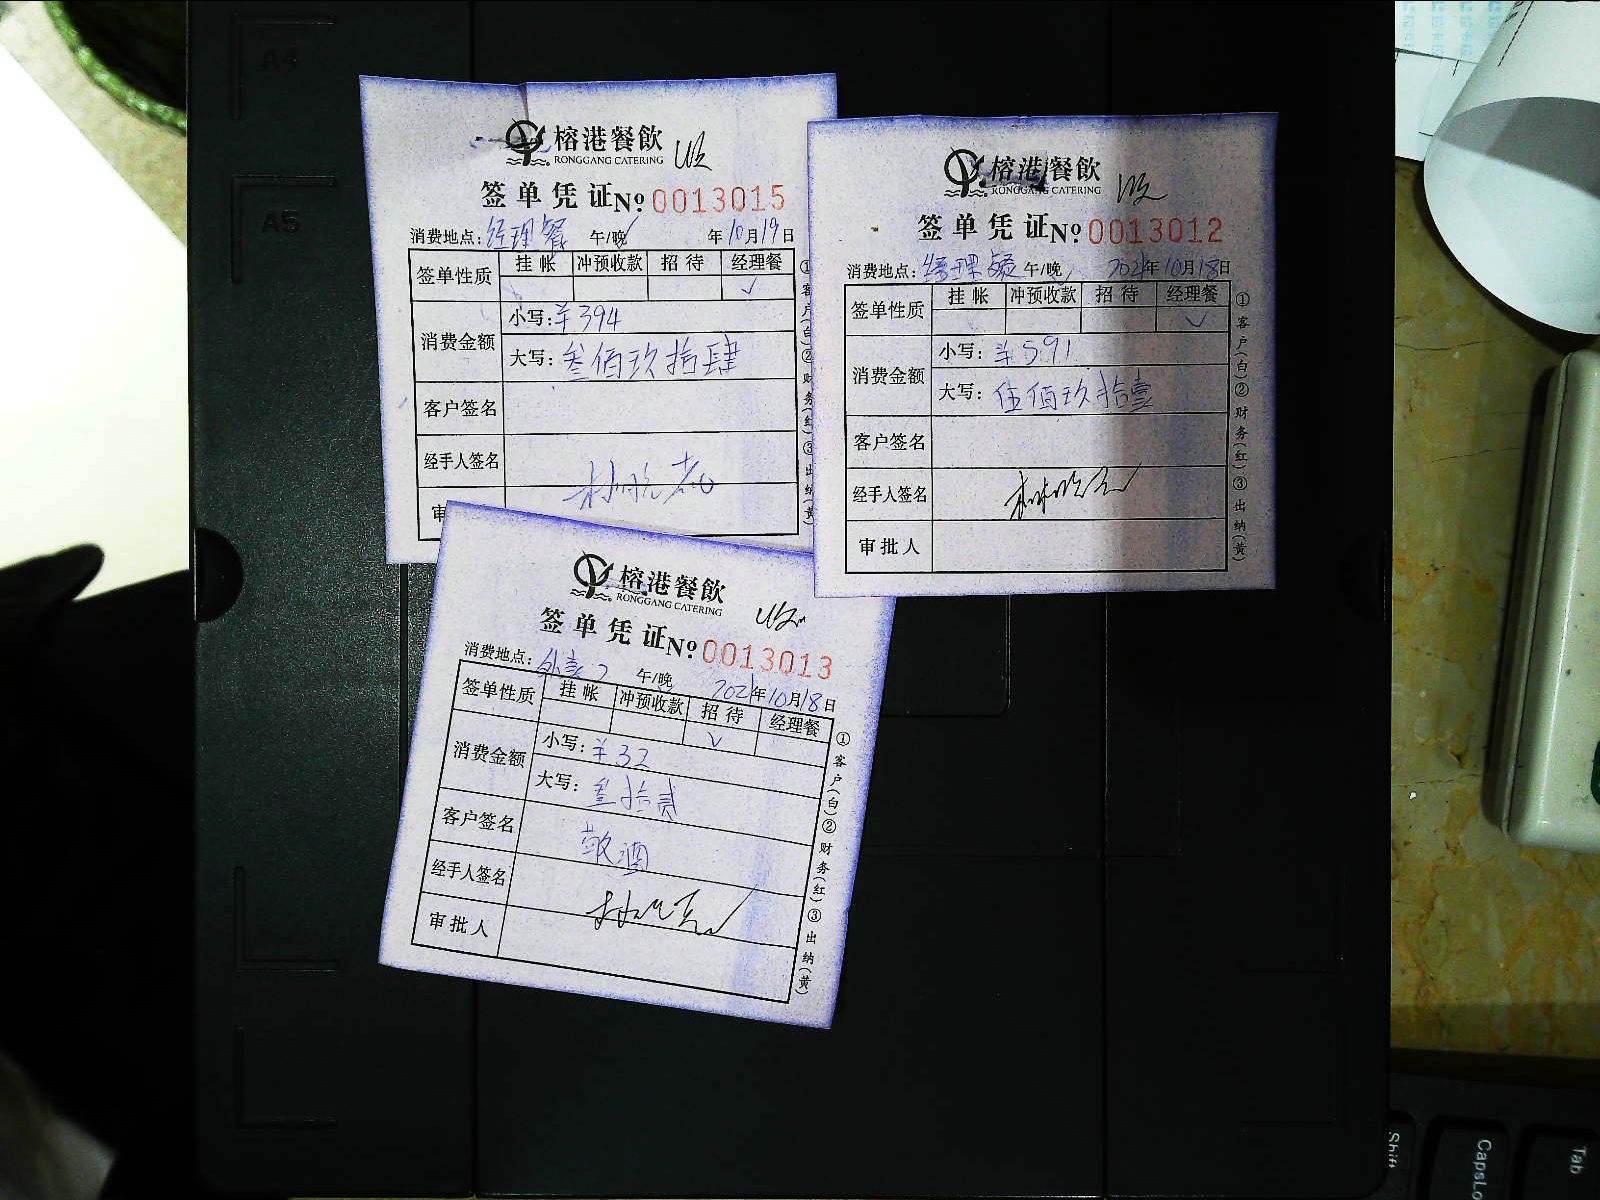 A4
A5
榕港餐飲
RONGGANG CATERING
签单凭证 No. 0013015
消费地点：经理餐 午/晚 年10月19日
签单性质 挂帐 冲预收款 招待 经理餐
✓
消费金额 小写：¥394
大写：叁佰玖拾肆
客户签名
经手人签名
审
①客户(白)②财务(红)③出纳(黄)
榕港餐飲
RONGGANG CATERING
签单凭证 No. 0013012
消费地点：经理餐 午/晚 2021年10月18日
签单性质 挂帐 冲预收款 招待 经理餐
✓
消费金额 小写：¥591
大写：伍佰玖拾壹
客户签名
经手人签名
审批人
①客户(白)②财务(红)③出纳(黄)
榕港餐飲
RONGGANG CATERING
签单凭证 No. 0013013
消费地点： 午/晚 2021年10月18日
签单性质 挂帐 冲预收款 招待 经理餐
✓
消费金额 小写：¥32
大写：叁拾贰
客户签名 敬酒
经手人签名
审批人
①客户(白)②财务(红)③出纳(黄)
Shift
CapsLo
Tab